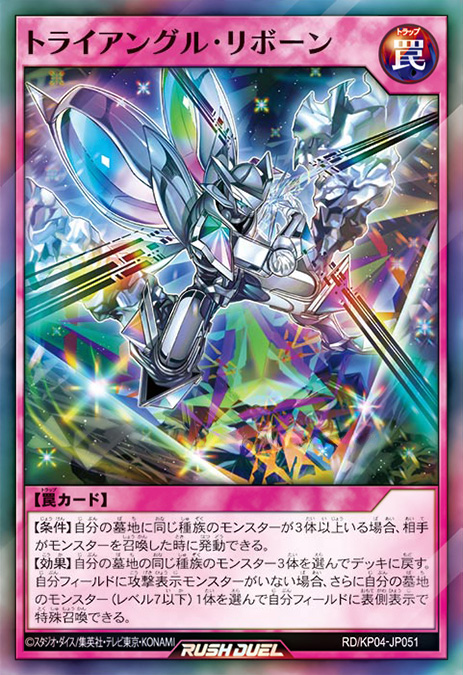 トライアングル・リボーン
トラップ
罠
トラップ
【罠カード】
【条件】自分の墓地に同じ種族のモンスターが3体以上いる場合、相手
がモンスターを召喚した時に発動できる。
【効果】自分の墓地の同じ種族のモンスター3体を選んでデッキに戻す。
自分フィールドに攻撃表示モンスターがいない場合、さらに自分の墓地
のモンスター(レベル7以下)1体を選んで自分フィールドに表側表示で
特殊召喚できる。
©スタジオ・ダイス/集英社・テレビ東京・KONAMI
RUSH DUEL
RD/KP04-JP051